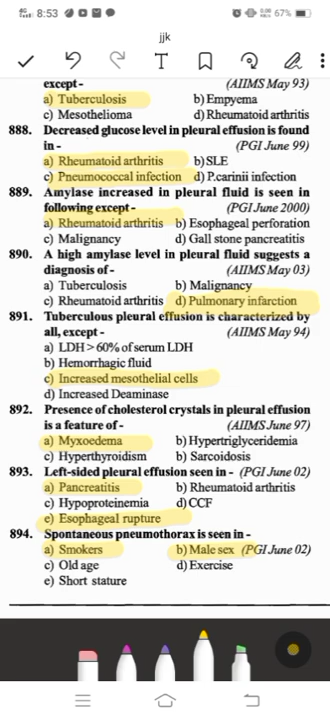 8:53
67%
jjk
T
except - (AIIMS May 93)
a) Tuberculosis b) Empyema
c) Mesothelioma d) Rheumatoid arthritis
888. Decreased glucose level in pleural effusion is found
in - (PGI June 99)
a) Rheumatoid arthritis b) SLE
c) Pneumococcal infection d) P.carinii infection
889. Amylase increased in pleural fluid is seen in
following except - (PGI June 2000)
a) Rheumatoid arthritis b) Esophageal perforation
c) Malignancy d) Gall stone pancreatitis
890. A high amylase level in pleural fluid suggests a
diagnosis of - (AIIMS May 03)
a) Tuberculosis b) Malignancy
c) Rheumatoid arthritis d) Pulmonary infarction
891. Tuberculous pleural effusion is characterized by
all, except - (AIIMS May 94)
a) LDH > 60% of serum LDH
b) Hemorrhagic fluid
c) Increased mesothelial cells
d) Increased Deaminase
892. Presence of cholesterol crystals in pleural effusion
is a feature of - (AIIMS June 97)
a) Myxoedema b) Hypertriglyceridemia
c) Hyperthyroidism b) Sarcoidosis
893. Left-sided pleural effusion seen in - (PGI June 02)
a) Pancreatitis b) Rheumatoid arthritis
c) Hypoproteinemia d) CCF
e) Esophageal rupture
894. Spontaneous pneumothorax is seen in -
a) Smokers b) Male sex (PGI June 02)
c) Old age d) Exercise
e) Short stature